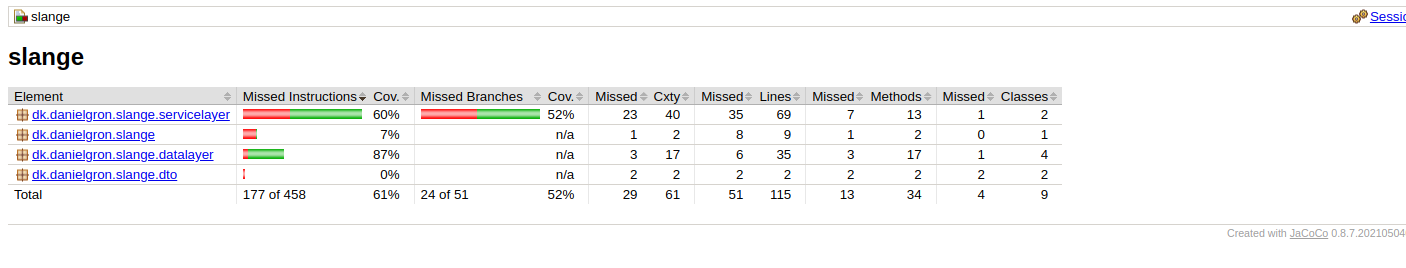 slange Sessio
slange
Element Missed Instructions Cov. Missed Branches Cov. Missed Cxty Missed Lines Missed Methods Missed Classes
dk.danielgron.slange.servicelayer 60% 52% 23 40 35 69 7 13 1 2
dk.danielgron.slange 7% n/a 1 2 8 9 1 2 0 1
dk.danielgron.slange.datalayer 87% n/a 3 17 6 35 3 17 1 4
dk.danielgron.slange.dto 0% n/a 2 2 2 2 2 2 2 2
Total 177 of 458 61% 24 of 51 52% 29 61 51 115 13 34 4 9
Created with JaCoCo 0.8.7.20210504